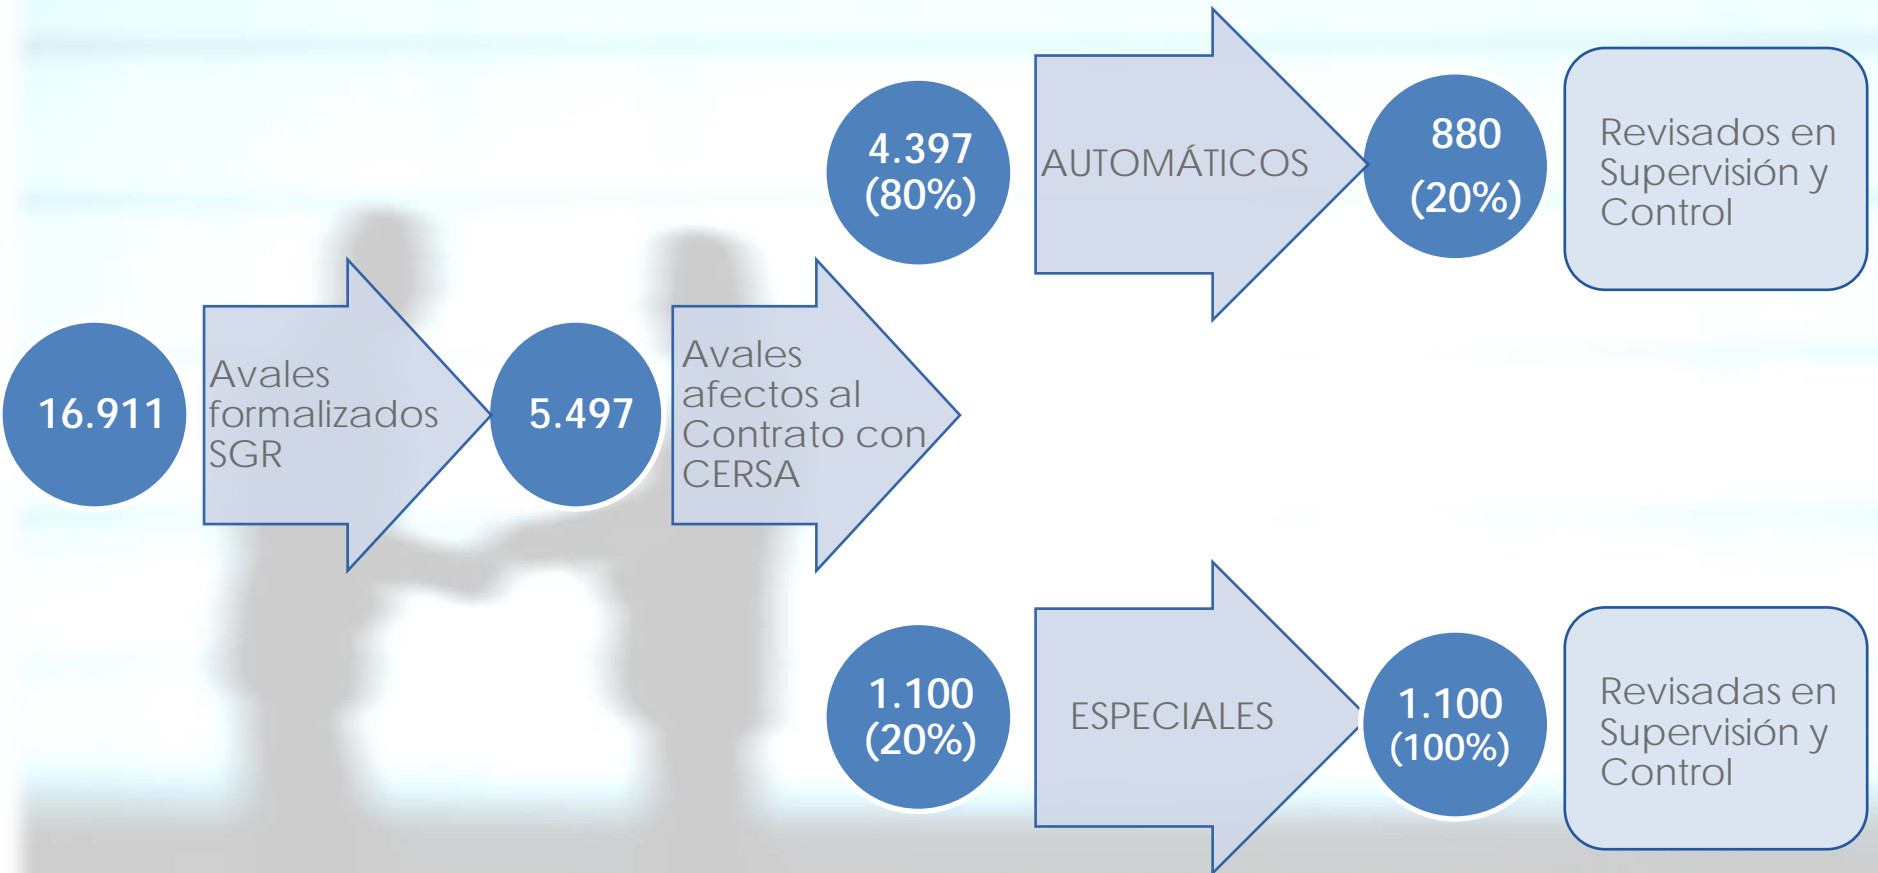 16.911
Avales
formalizados
SGR
5.497
Avales
afectos al
Contrato con
CERSA
4.397
(80%)
AUTOMÁTICOS
880
(20%)
Revisados en
Supervisión y
Control
1.100
(20%)
ESPECIALES
1.100
(100%)
Revisadas en
Supervisión y
Control